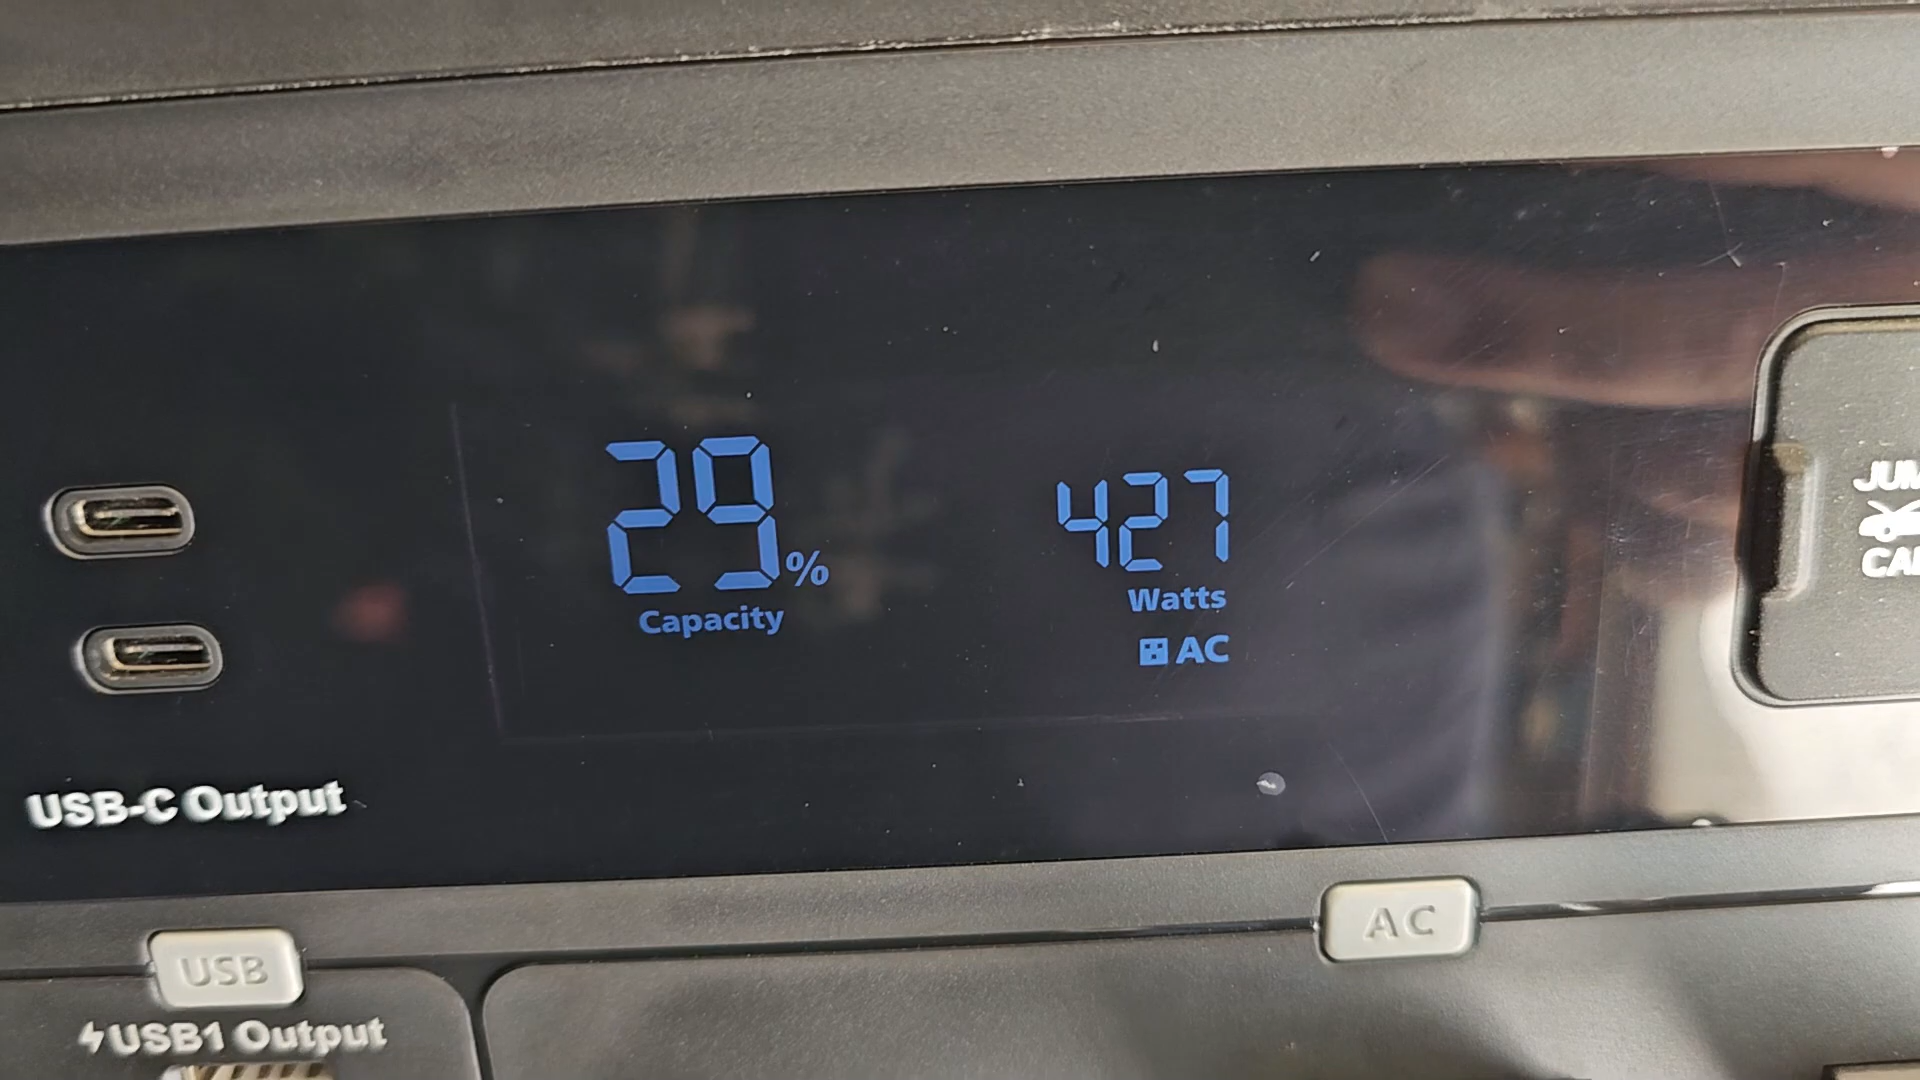 29%
Capacity
427
Watts
AC
USB-C Output
AC
USB
USB1 Output